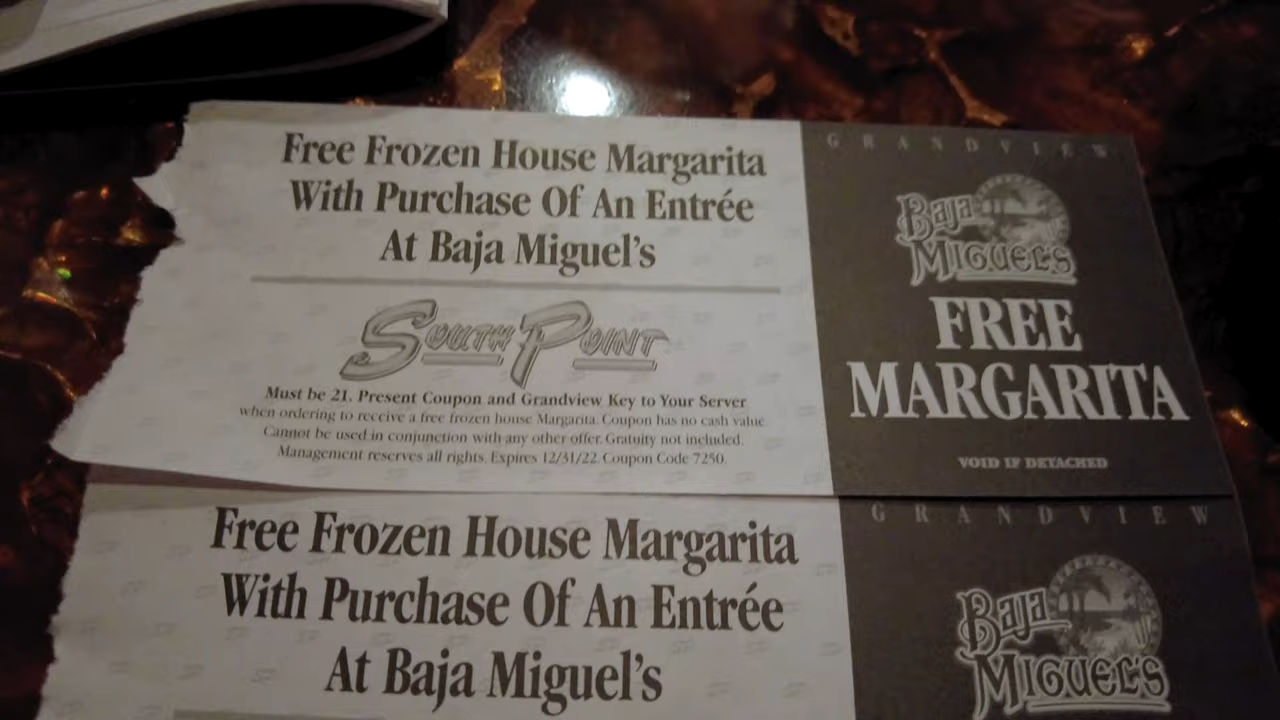 Free Frozen House Margarita
With Purchase Of An Entrée
At Baja Miguel's
SOUTH POINT
Must be 21. Present Coupon and Grandview Key to Your Server
when ordering to receive a free frozen house Margarita. Coupon has no cash value.
Cannot be used in conjunction with any other offer. Gratuity not included.
Management reserves all rights. Expires 12/31/22. Coupon Code 7250.
GRANDVIEW
Baja
MIGUEL'S
FREE
MARGARITA
VOID IF DETACHED
Free Frozen House Margarita
With Purchase Of An Entrée
At Baja Miguel's
GRANDVIEW
Baja
MIGUEL'S